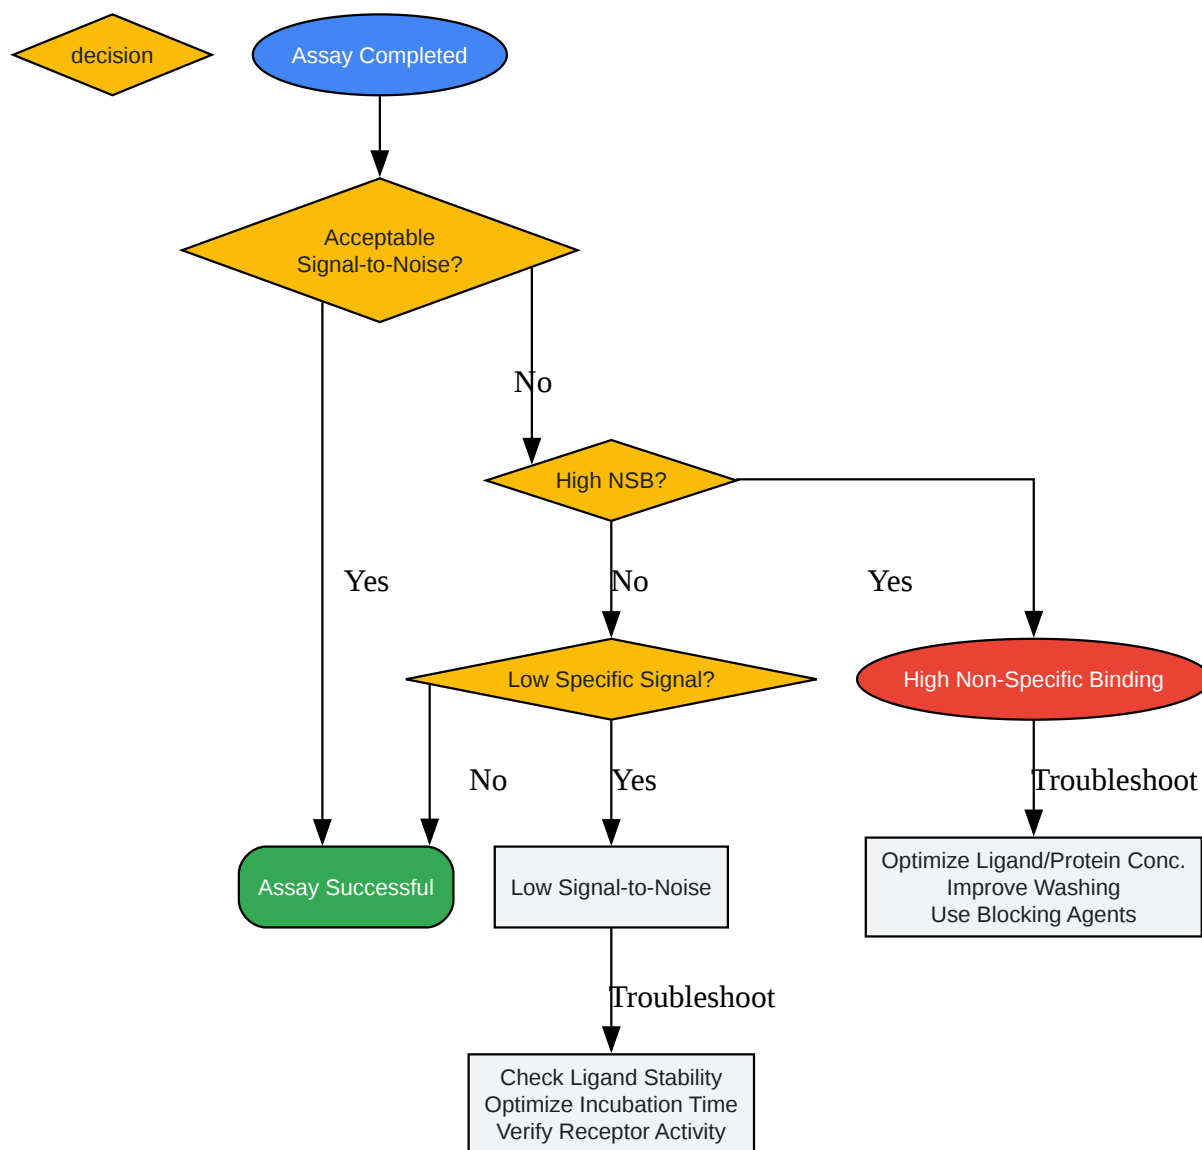 decision
Assay Completed
Acceptable
Signal-to-Noise?
No
High NSB?
Yes
No
Yes
Low Specific Signal?
High Non-Specific Binding
No
Yes
Troubleshoot
Assay Successful
Low Signal-to-Noise
Optimize Ligand/Protein Conc.
Improve Washing
Use Blocking Agents
Troubleshoot
Check Ligand Stability
Optimize Incubation Time
Verify Receptor Activity